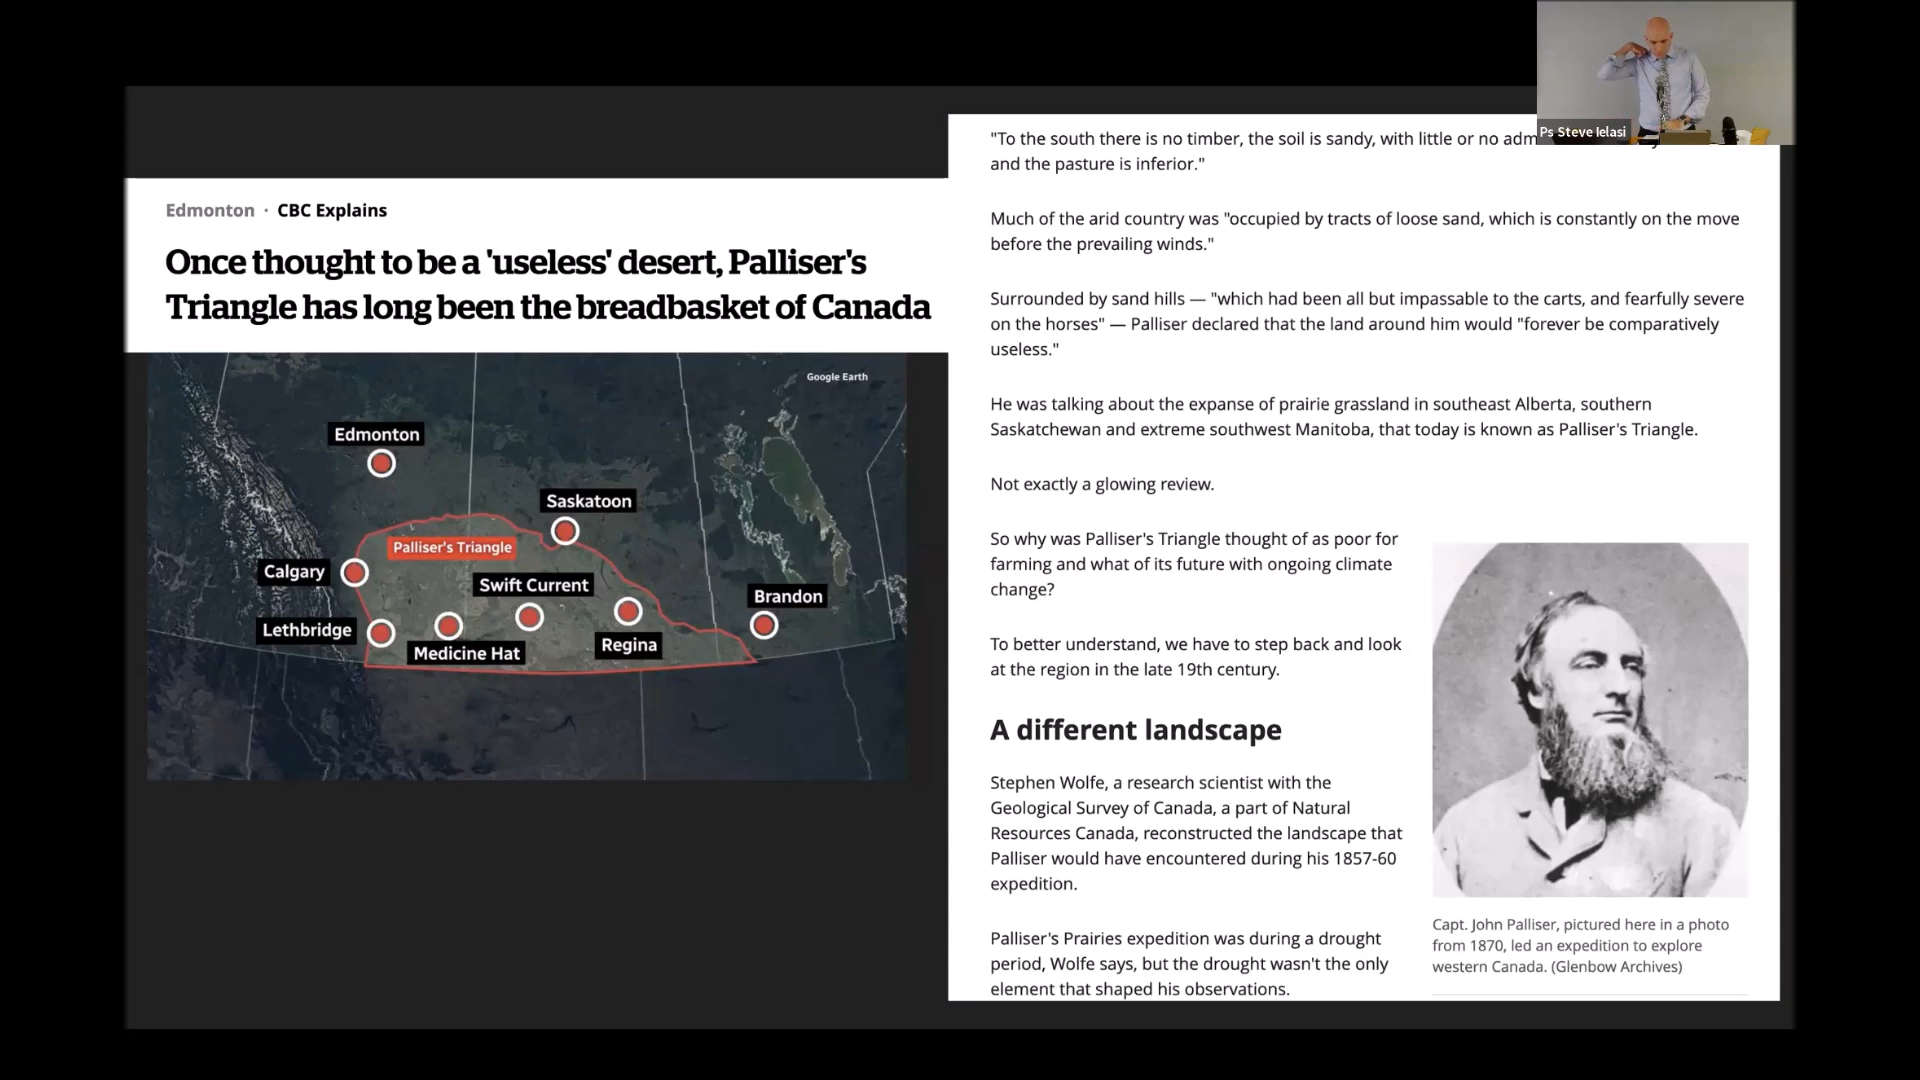 Ps Steve Ielasi
Edmonton · CBC Explains
Once thought to be a 'useless' desert, Palliser's
Triangle has long been the breadbasket of Canada
Google Earth
Edmonton
Saskatoon
Palliser's Triangle
Calgary
Swift Current
Brandon
Lethbridge
Medicine Hat
Regina
"To the south there is no timber, the soil is sandy, with little or no
and the pasture is inferior."
Much of the arid country was "occupied by tracts of loose sand, which is constantly on the move
before the prevailing winds."
Surrounded by sand hills — "which had been all but impassable to the carts, and fearfully severe
on the horses" — Palliser declared that the land around him would "forever be comparatively
useless."
He was talking about the expanse of prairie grassland in southeast Alberta, southern
Saskatchewan and extreme southwest Manitoba, that today is known as Palliser's Triangle.
Not exactly a glowing review.
So why was Palliser's Triangle thought of as poor for
farming and what of its future with ongoing climate
change?
To better understand, we have to step back and look
at the region in the late 19th century.
A different landscape
Stephen Wolfe, a research scientist with the
Geological Survey of Canada, a part of Natural
Resources Canada, reconstructed the landscape that
Palliser would have encountered during his 1857-60
expedition.
Palliser's Prairies expedition was during a drought
period, Wolfe says, but the drought wasn't the only
element that shaped his observations.
Capt. John Palliser, pictured here in a photo
from 1870, led an expedition to explore
western Canada. (Glenbow Archives)